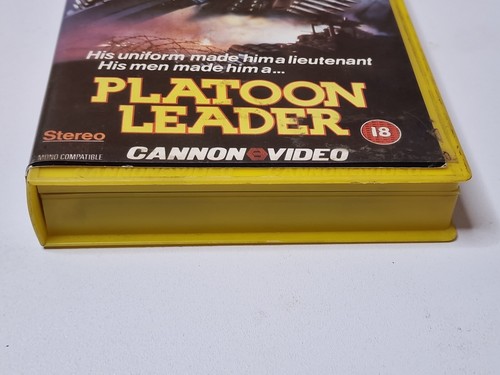 His uniform made him a lieutenant
His men made him a...
PLATOON
LEADER
18
Stereo
MONO COMPATIBLE
CANNON VIDEO